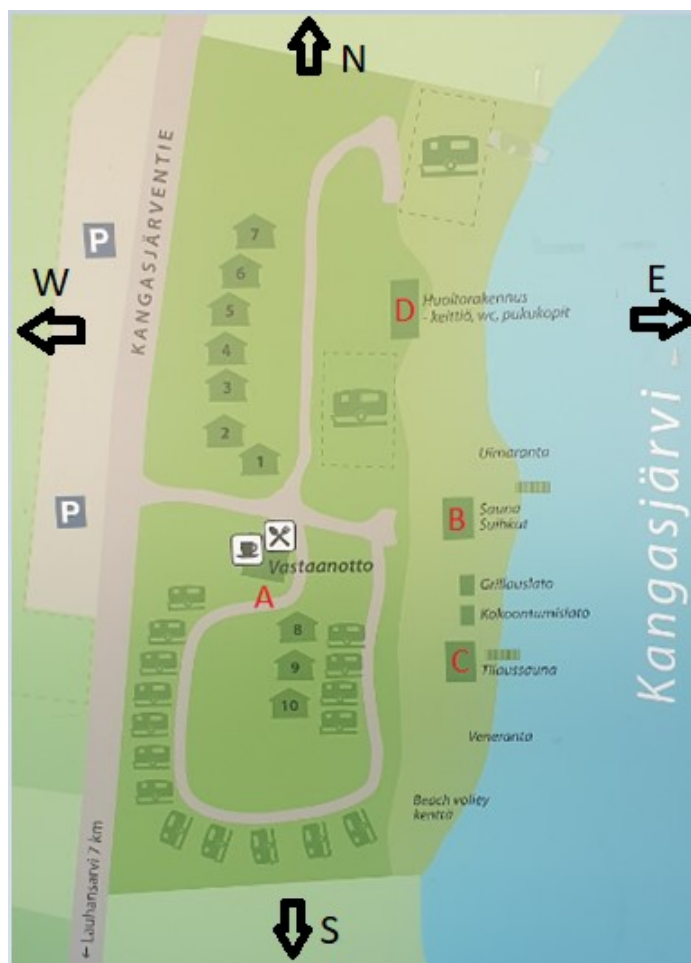 N
KANGASJÄRVENTIE
P
7
W
6
E
5
D
Huoltorakennus
- keittiö, wc, pukukopit
4
3
2
1
Uimaranta
P
B
Sauna
Suihkut
Vastaanotto
A
Grillauslato
Kokoontumislato
8
9
C
Tilaussauna
10
Kangasjärvi →
Veneranta
Beach volley
kenttä
← Lauhansarvi 7 km
S